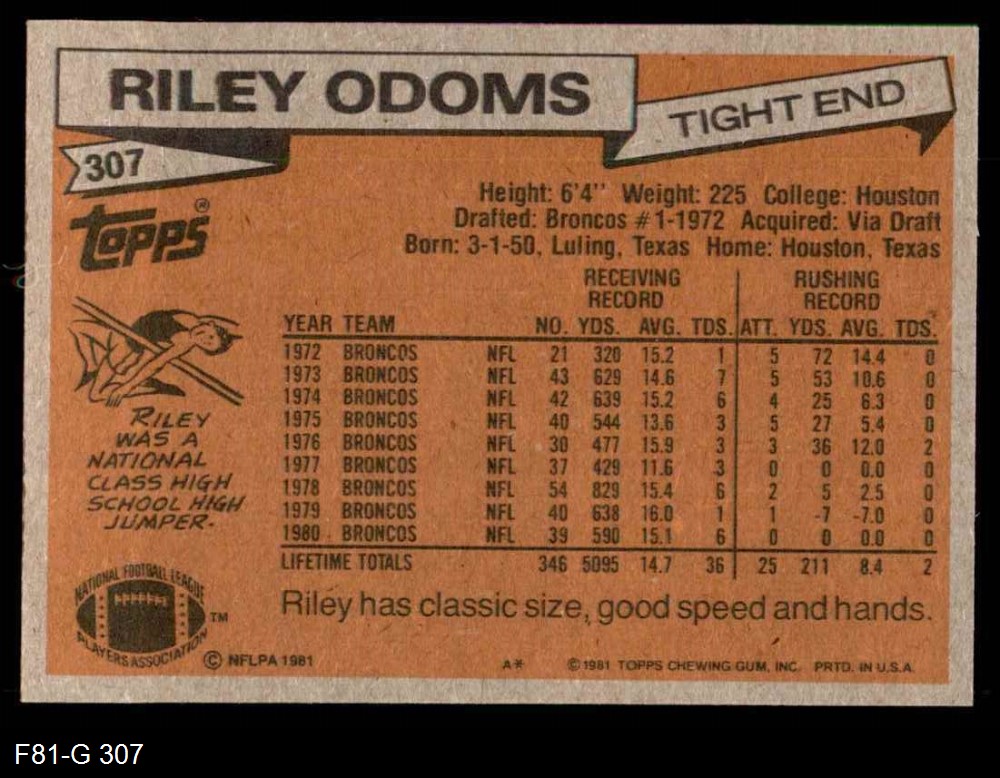 RILEY ODOMS
TIGHT END
307
Topps®
Height: 6'4'' Weight: 225 College: Houston
Drafted: Broncos #1-1972 Acquired: Via Draft
Born: 3-1-50, Luling, Texas Home: Houston, Texas
RECEIVING RECORD RUSHING RECORD
YEAR TEAM NO. YDS. AVG. TDS. ATT. YDS. AVG. TDS.
1972 BRONCOS NFL 21 320 15.2 1 5 72 14.4 0
1973 BRONCOS NFL 43 629 14.6 7 5 53 10.6 0
1974 BRONCOS NFL 42 639 15.2 6 4 25 6.3 0
1975 BRONCOS NFL 40 544 13.6 3 5 27 5.4 0
1976 BRONCOS NFL 30 477 15.9 3 3 36 12.0 2
1977 BRONCOS NFL 37 429 11.6 3 0 0 0.0 0
1978 BRONCOS NFL 54 829 15.4 6 2 5 2.5 0
1979 BRONCOS NFL 40 638 16.0 1 1 -7 -7.0 0
1980 BRONCOS NFL 39 590 15.1 6 0 0 0.0 0
LIFETIME TOTALS 346 5095 14.7 36 25 211 8.4 2
RILEY
WAS A
NATIONAL
CLASS HIGH
SCHOOL HIGH
JUMPER.
Riley has classic size, good speed and hands.
NATIONAL FOOTBALL LEAGUE
PLAYERS ASSOCIATION
TM
© NFLPA 1981
A* © 1981 TOPPS CHEWING GUM, INC. PRTD. IN U.S.A.
F81-G 307